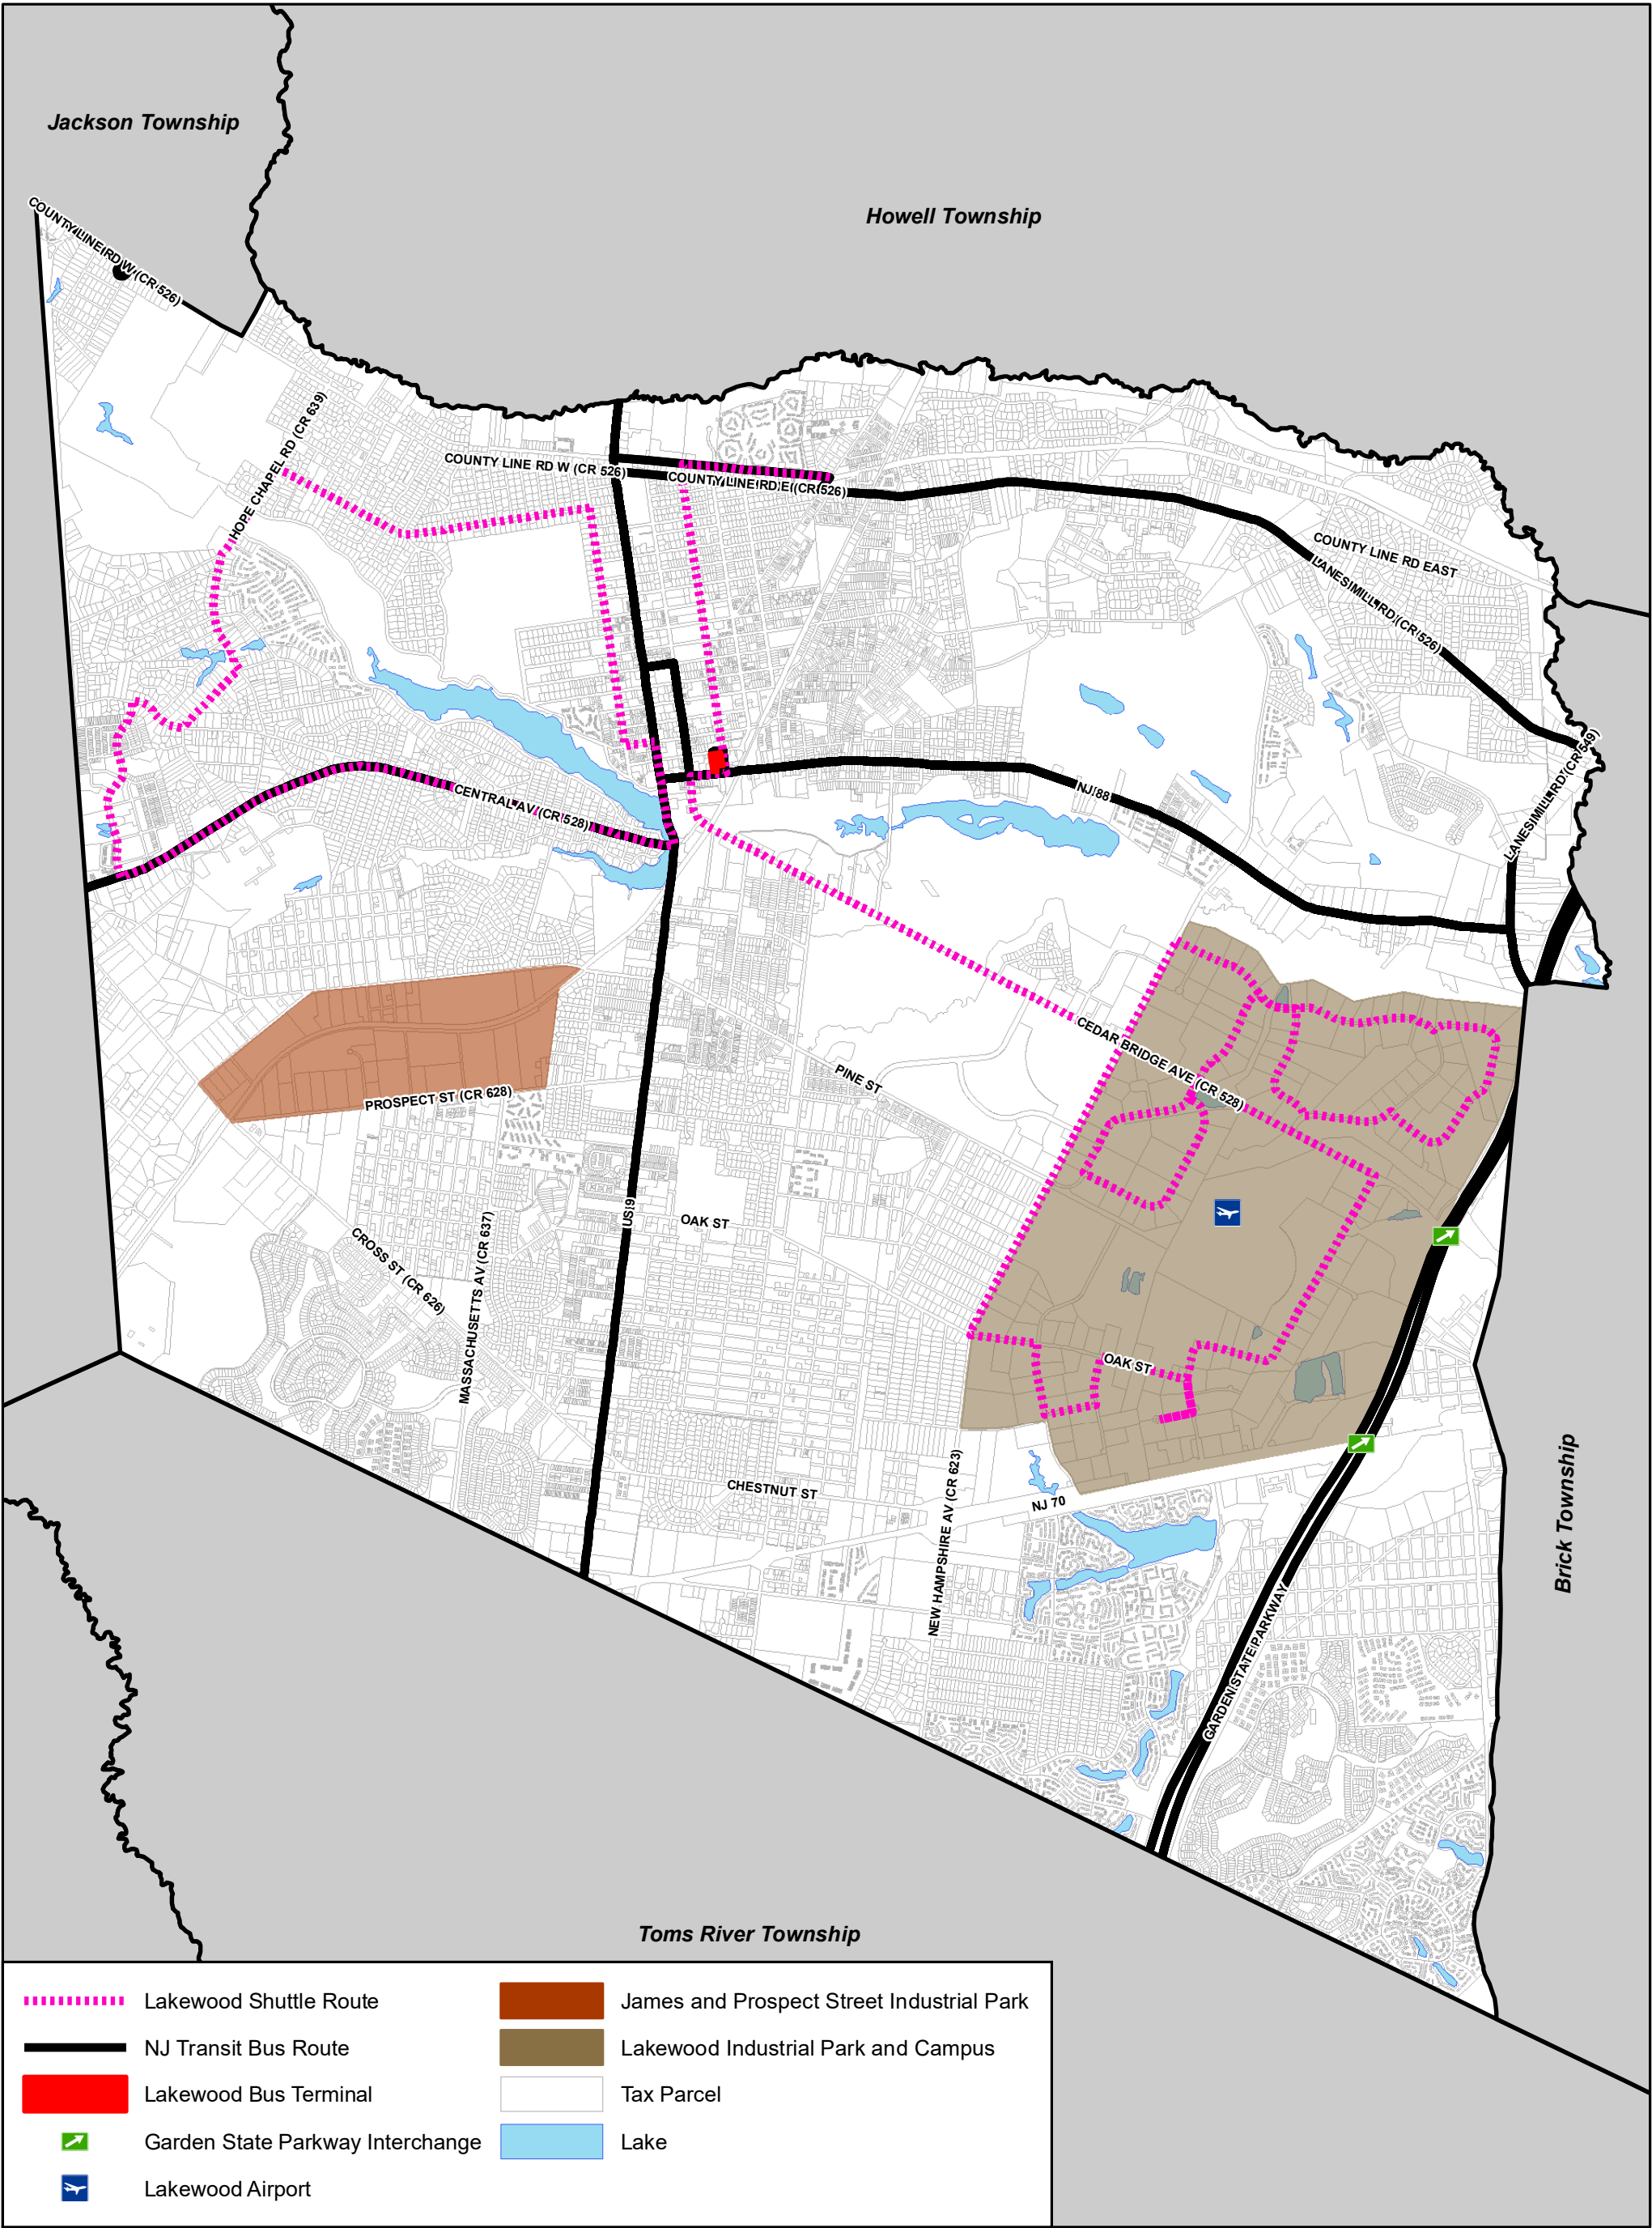 Jackson Township
Howell Township
COUNTY LINE RD W (CR 526)
HOPE CHAPEL RD (CR 639)
COUNTY LINE RD W (CR 526)
COUNTY LINE RD E (CR 526)
COUNTY LINE RD EAST
LANES MILL RD (CR 526)
LANES MILL RD (CR 549)
CENTRAL AV (CR 528)
NJ 88
CEDAR BRIDGE AVE (CR 528)
PINE ST
PROSPECT ST (CR 628)
US 9
OAK ST
CROSS ST (CR 626)
MASSACHUSETTS AV (CR 637)
OAK ST
CHESTNUT ST
NEW HAMPSHIRE AV (CR 623)
NJ 70
GARDEN STATE PARKWAY
Brick Township
Toms River Township
Lakewood Shuttle Route
NJ Transit Bus Route
Lakewood Bus Terminal
Garden State Parkway Interchange
Lakewood Airport
James and Prospect Street Industrial Park
Lakewood Industrial Park and Campus
Tax Parcel
Lake